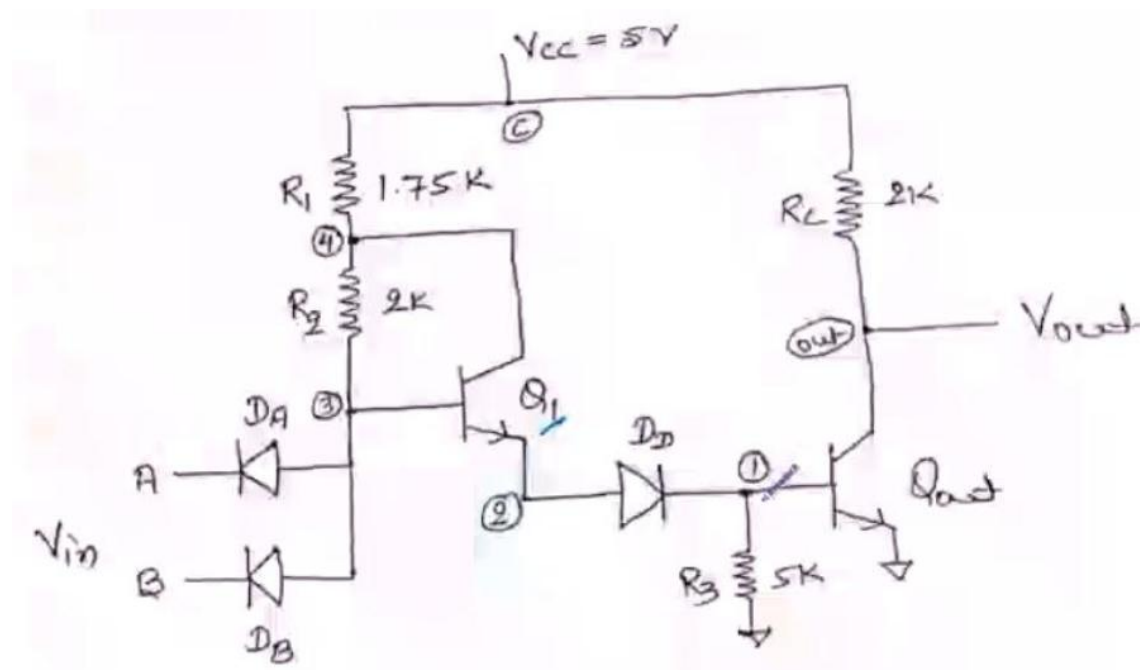 Vcc = 5V
C
R1 1.75K
RC 2K
4
R2 2K
out Vout
3
Q1
DA
DD
A
1
Qout
2
Vin
B
R3 5K
DB